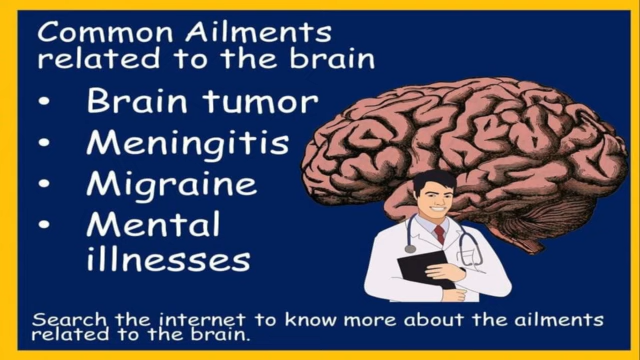 Common Ailments
related to the brain
• Brain tumor
• Meningitis
• Migraine
• Mental
illnesses
Search the internet to know more about the ailments
related to the brain.